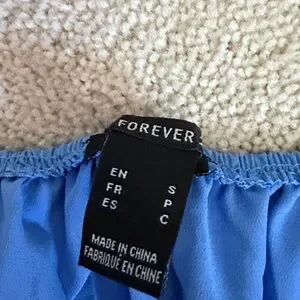 FOREVER
EN S
FR P
ES C
MADE IN CHINA
FABRIQUÉ EN CHINE